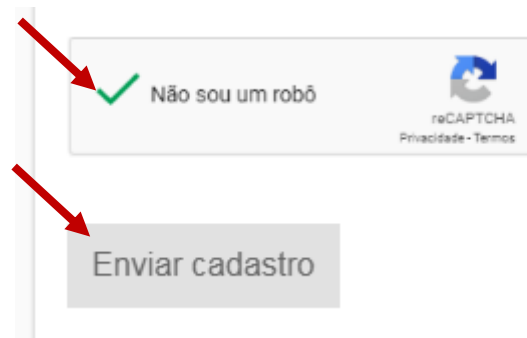 Não sou um robô
reCAPTCHA
Privacidade - Termos
Enviar cadastro